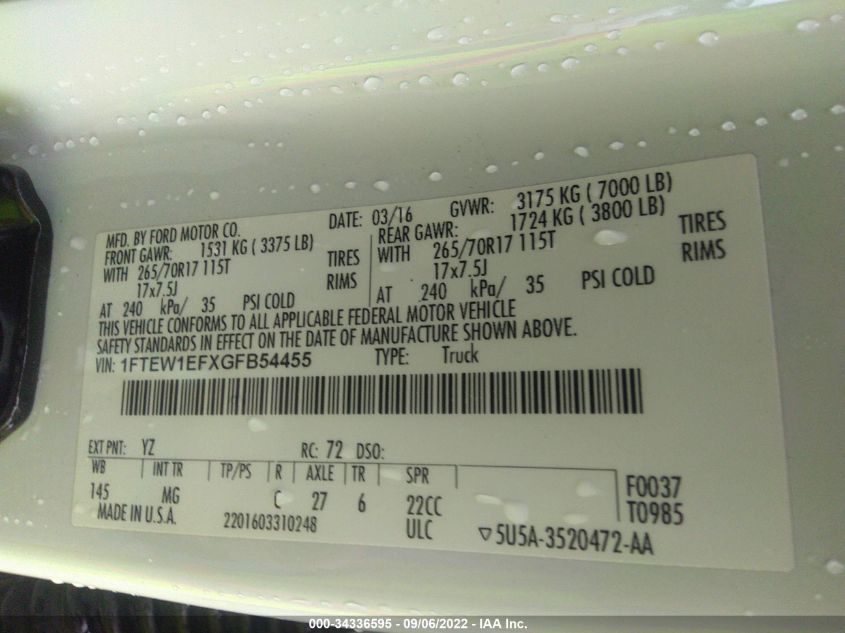 MFD. BY FORD MOTOR CO. DATE: 03/16 GVWR: 3175 KG ( 7000 LB)
FRONT GAWR: 1531 KG ( 3375 LB) REAR GAWR: 1724 KG ( 3800 LB)
WITH 265/70R17 115T TIRES WITH 265/70R17 115T TIRES
17x7.5J RIMS 17x7.5J RIMS
AT 240 kPa/ 35 PSI COLD AT 240 kPa/ 35 PSI COLD
THIS VEHICLE CONFORMS TO ALL APPLICABLE FEDERAL MOTOR VEHICLE
SAFETY STANDARDS IN EFFECT ON THE DATE OF MANUFACTURE SHOWN ABOVE.
VIN: 1FTEW1EFXGFB54455 TYPE: Truck
EXT PNT: YZ RC: 72 DSO:
WB INT TR TP/PS R AXLE TR SPR
145 MG C 27 6 22CC F0037
MADE IN U.S.A. 2201603310248 ULC T0985
5U5A-3520472-AA
000-34336595 - 09/06/2022 - IAA Inc.